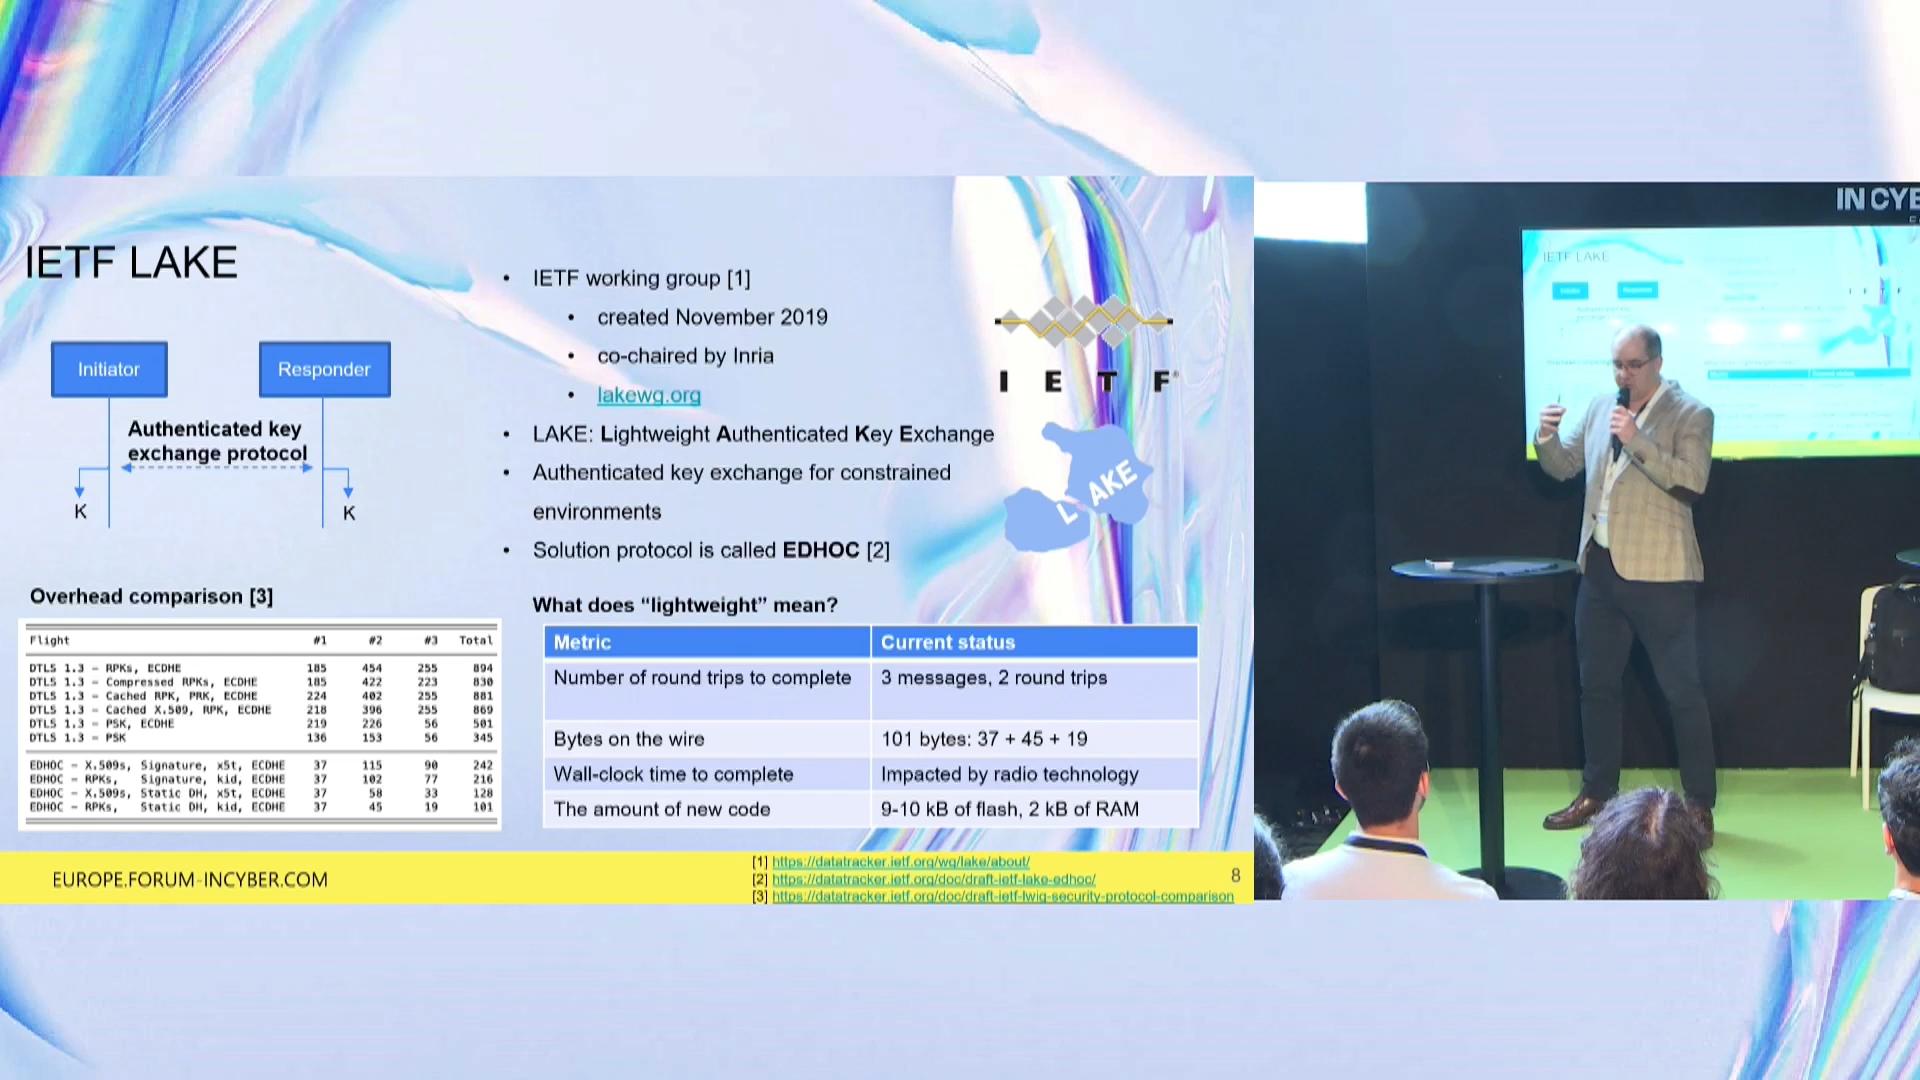 IETF LAKE
Initiator
Responder
Authenticated key
exchange protocol
K
K
• IETF working group [1]
• created November 2019
• co-chaired by Inria
• lakewg.org
• LAKE: Lightweight Authenticated Key Exchange
• Authenticated key exchange for constrained
environments
• Solution protocol is called EDHOC [2]
I E T F®
L AKE
Overhead comparison [3]
Flight #1 #2 #3 Total
DTLS 1.3 - RPKs, ECDHE 185 454 255 894
DTLS 1.3 - Compressed RPKs, ECDHE 185 422 223 830
DTLS 1.3 - Cached RPK, PRK, ECDHE 224 402 255 881
DTLS 1.3 - Cached X.509, RPK, ECDHE 218 396 255 869
DTLS 1.3 - PSK, ECDHE 219 226 56 501
DTLS 1.3 - PSK 136 153 56 345
EDHOC - X.509s, Signature, x5t, ECDHE 37 115 90 242
EDHOC - RPKs, Signature, kid, ECDHE 37 102 77 216
EDHOC - X.509s, Static DH, x5t, ECDHE 37 58 33 128
EDHOC - RPKs, Static DH, kid, ECDHE 37 45 19 101
What does “lightweight” mean?
Metric Current status
Number of round trips to complete 3 messages, 2 round trips
Bytes on the wire 101 bytes: 37 + 45 + 19
Wall-clock time to complete Impacted by radio technology
The amount of new code 9-10 kB of flash, 2 kB of RAM
EUROPE.FORUM-INCYBER.COM
[1] https://datatracker.ietf.org/wg/lake/about/
[2] https://datatracker.ietf.org/doc/draft-ietf-lake-edhoc/
[3] https://datatracker.ietf.org/doc/draft-ietf-lwig-security-protocol-comparison
8
IN CYBE
IETF LAKE